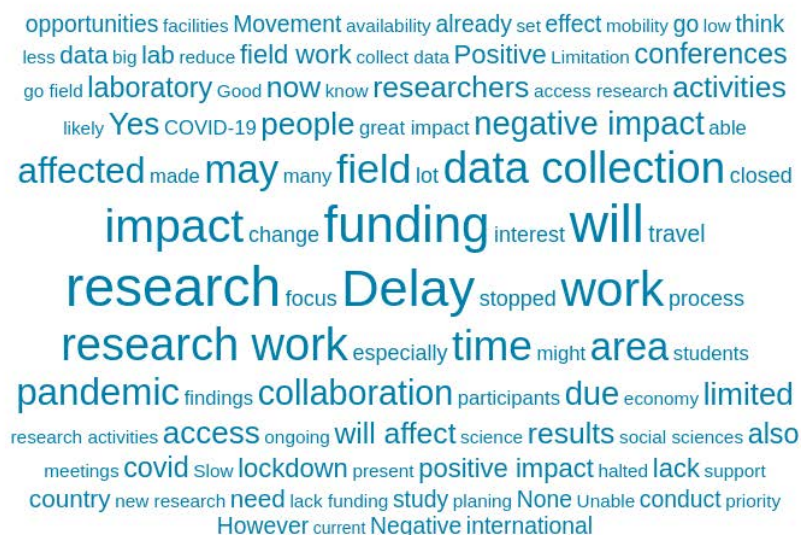 opportunities facilities Movement availability already set effect mobility go low think
less data big lab reduce field work collect data Positive Limitation conferences
go field laboratory Good now know researchers access research activities
likely Yes COVID-19 people great impact negative impact able
affected made may many field lot data collection closed
impact change funding interest will travel
research focus Delay stopped work process
research work especially time might area students
pandemic findings collaboration participants due economy limited
research activities access ongoing will affect science results social sciences also
meetings covid Slow lockdown present positive impact halted lack support
country new research need lack funding study planing None Unable conduct priority
However current Negative international